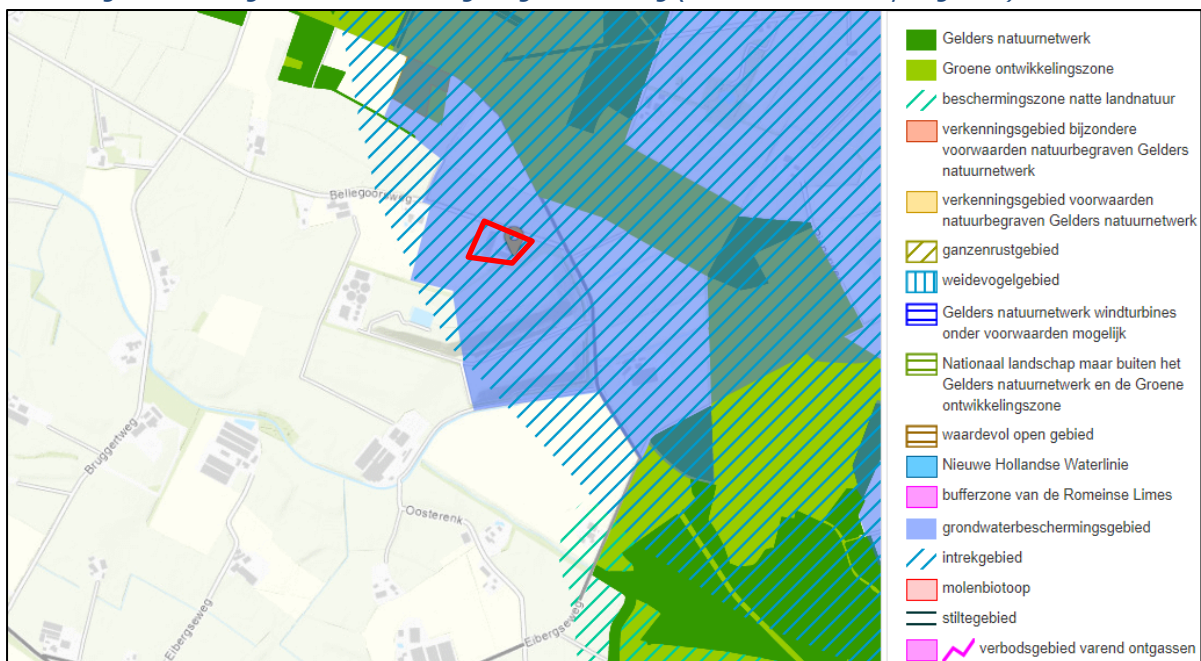 Bellegoorsweg
Bruggertweg
Oosterenk
Eibergseweg
Eibergseweg
Gelders natuurnetwerk
Groene ontwikkelingszone
beschermingszone natte landnatuur
verkenningsgebied bijzondere
voorwaarden natuurbegraven Gelders
natuurnetwerk
verkenningsgebied voorwaarden
natuurbegraven Gelders natuurnetwerk
ganzenrustgebied
weidevogelgebied
Gelders natuurnetwerk windturbines
onder voorwaarden mogelijk
Nationaal landschap maar buiten het
Gelders natuurnetwerk en de Groene
ontwikkelingszone
waardevol open gebied
Nieuwe Hollandse Waterlinie
bufferzone van de Romeinse Limes
grondwaterbeschermingsgebied
intrekgebied
molenbiotoop
stiltegebied
verbodsgebied varend ontgassen